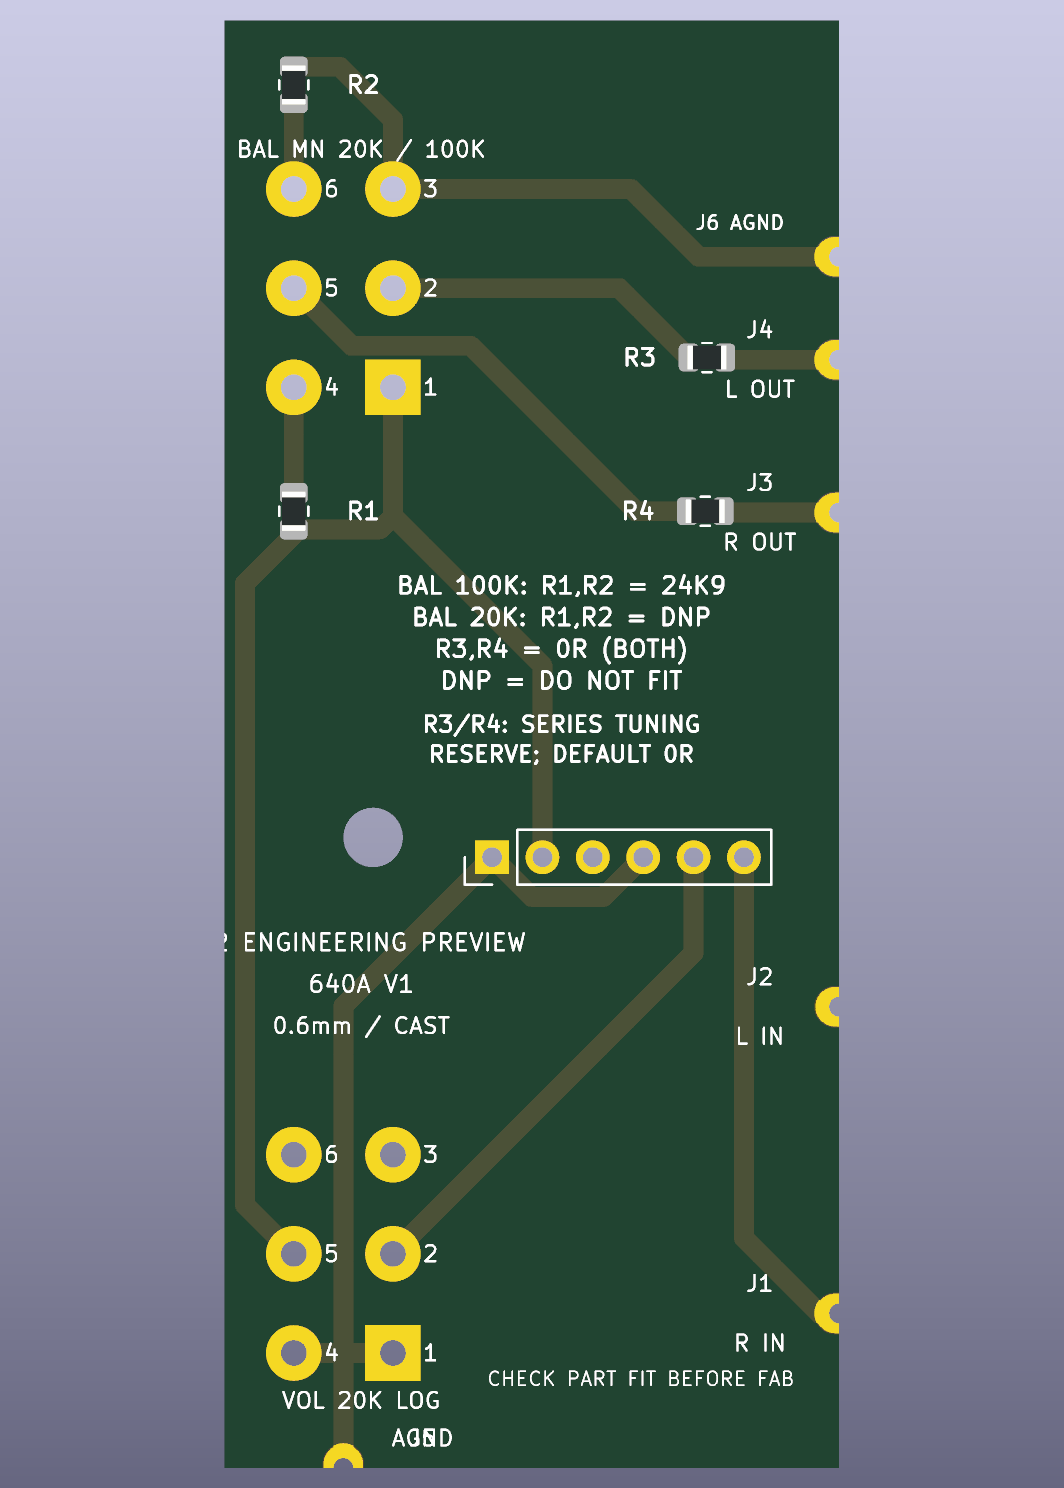 R2
BAL MN 20K / 100K
6 3
J6 AGND
5 2
J4
R3
4 1
L OUT
J3
R1 R4
R OUT
BAL 100K: R1,R2 = 24K9
BAL 20K: R1,R2 = DNP
R3,R4 = 0R (BOTH)
DNP = DO NOT FIT
R3/R4: SERIES TUNING
RESERVE; DEFAULT 0R
ENGINEERING PREVIEW
640A V1
J2
0.6mm / CAST
L IN
6 3
5 2
J1
R IN
4 1
CHECK PART FIT BEFORE FAB
VOL 20K LOG